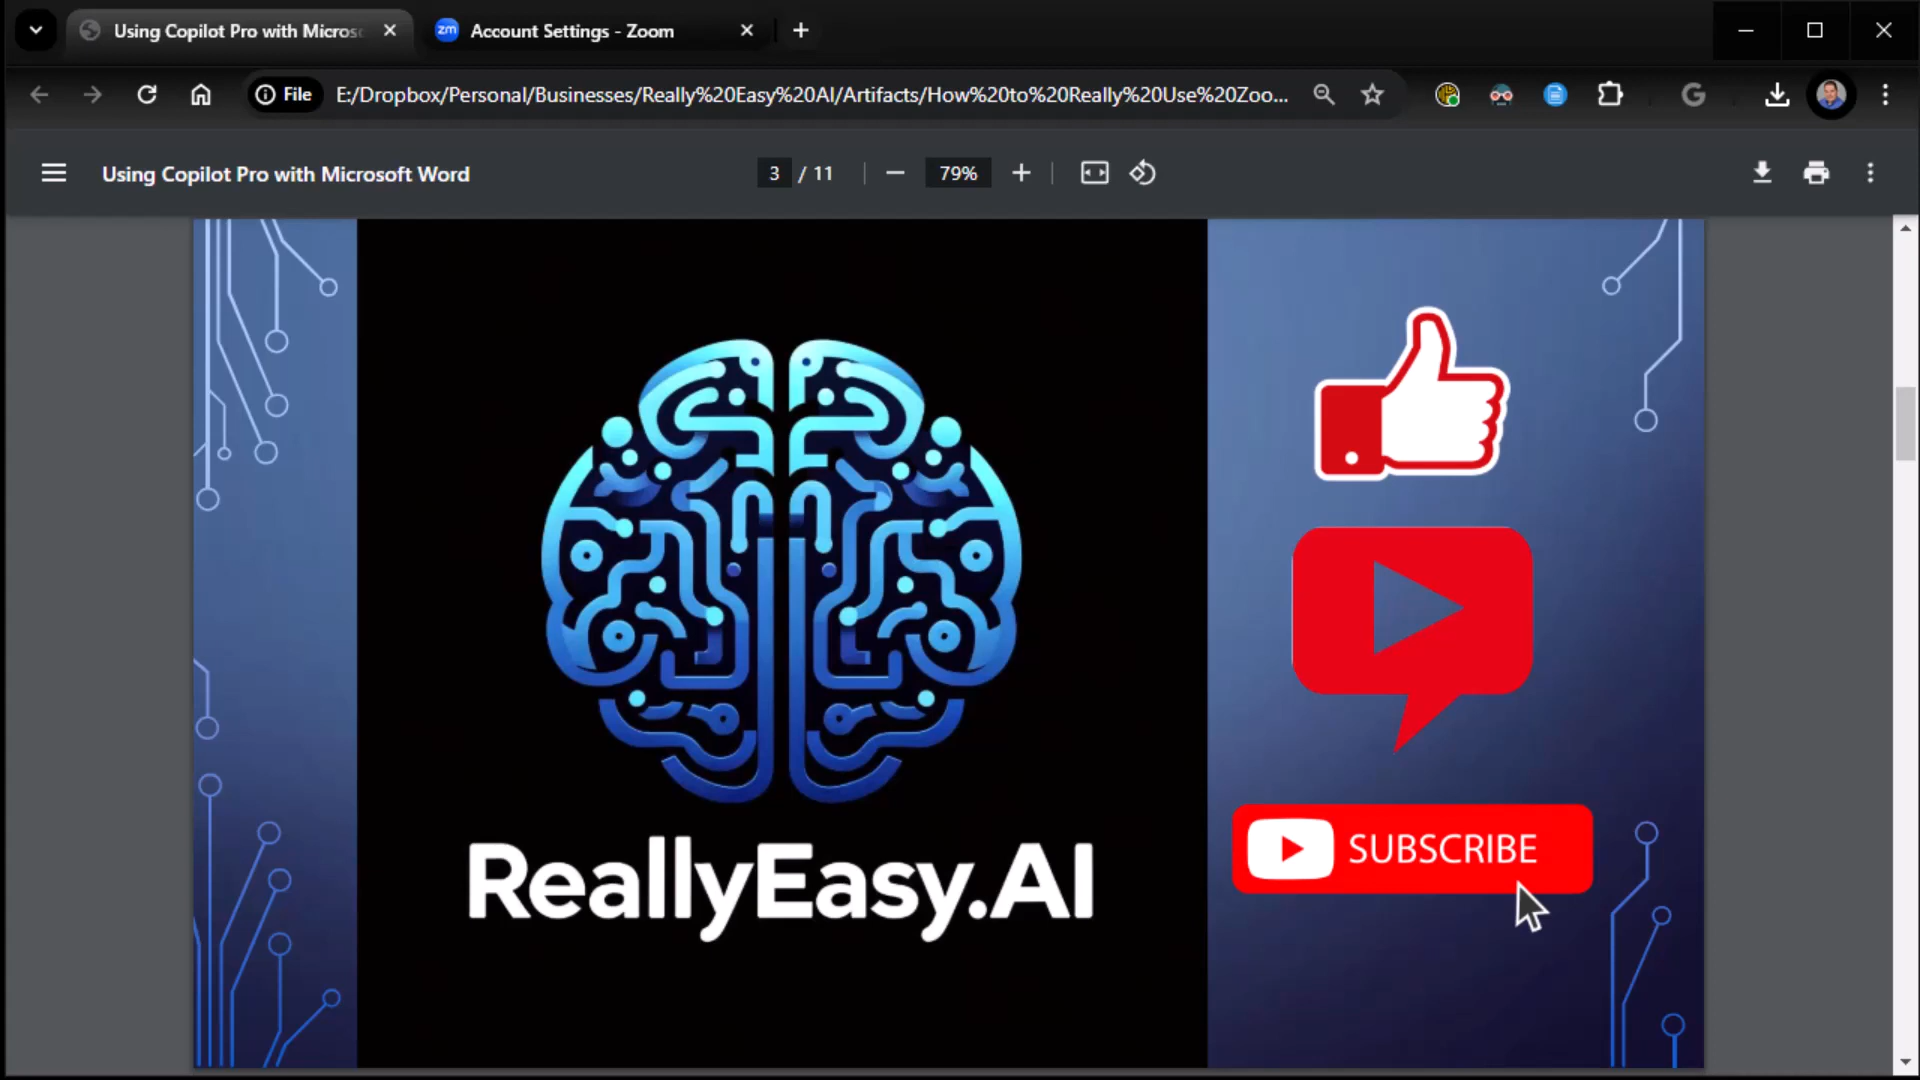 Using Copilot Pro with Micros
zm Account Settings - Zoom
File E:/Dropbox/Personal/Businesses/Really%20Easy%20AI/Artifacts/How%20to%20Really%20Use%20Zoo...
G
Using Copilot Pro with Microsoft Word 3 / 11 79%
SUBSCRIBE
ReallyEasy.AI